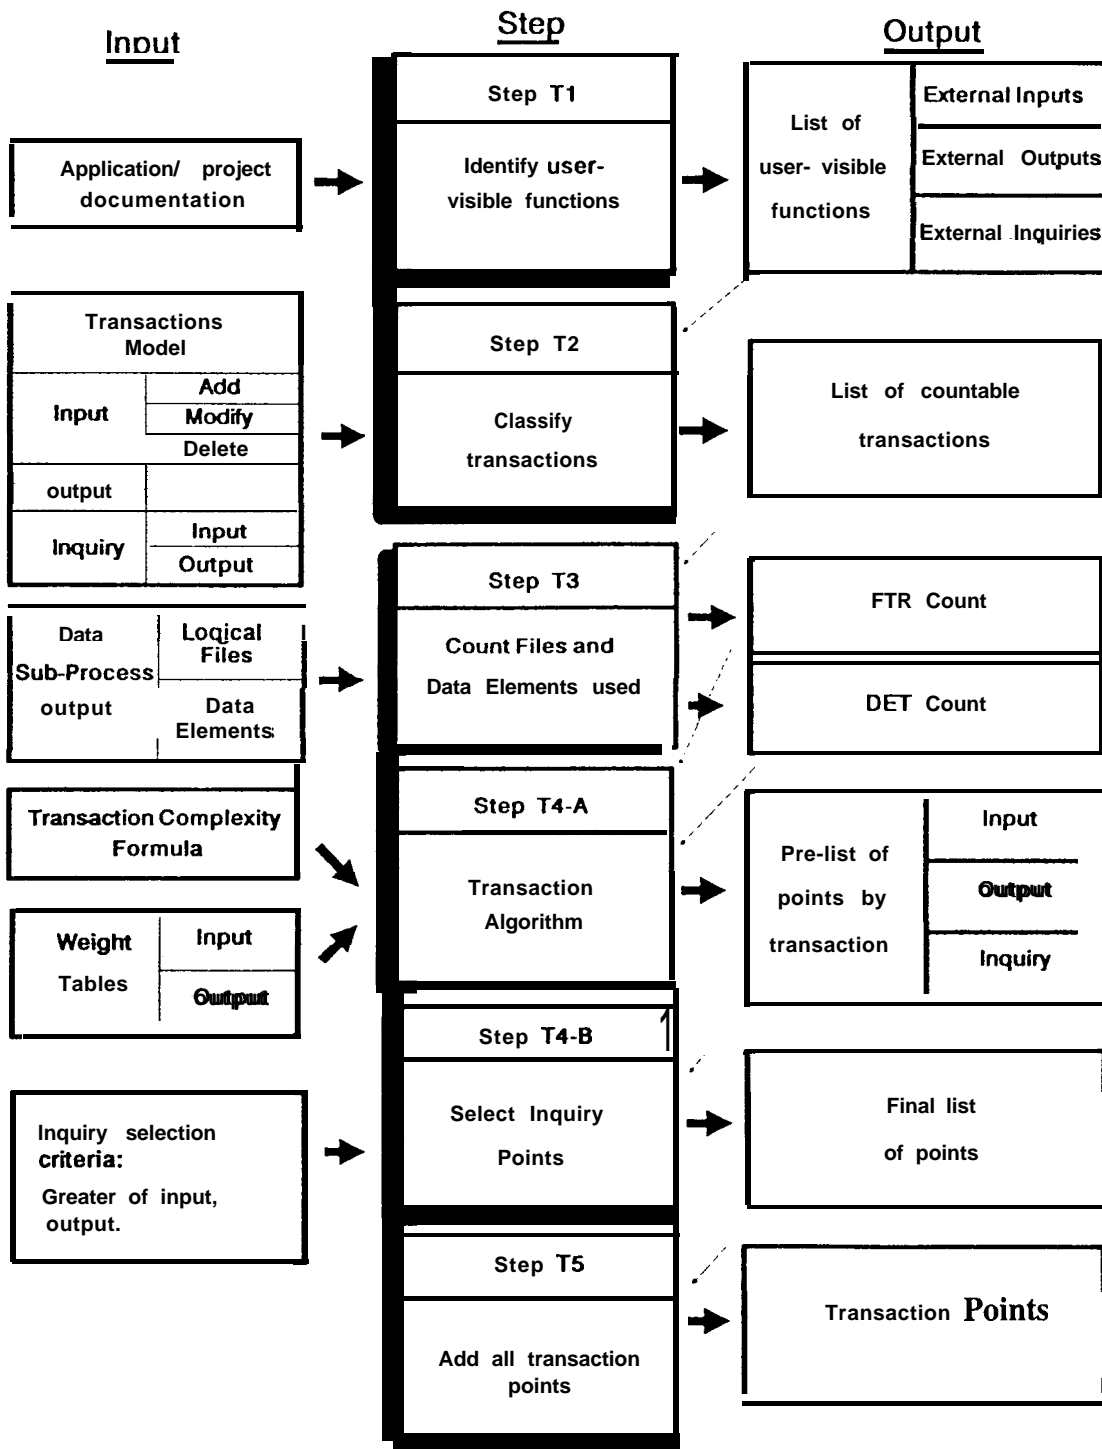 Input
Step
Output
Application/ project
documentation
Step T1
Identify user-
visible functions
List of
user- visible
functions
External Inputs
External Outputs
External Inquiries
Transactions
Model
Input
Add
Modify
Delete
output
Inquiry
Input
Output
Step T2
Classify
transactions
List of countable
transactions
Data
Sub-Process
output
Logical
Files
Data
Elements
Step T3
Count Files and
Data Elements used
FTR Count
DET Count
Transaction Complexity
Formula
Weight
Tables
Input
Output
Step T4-A
Transaction
Algorithm
Pre-list of
points by
transaction
Input
Output
Inquiry
Inquiry selection
criteria:
Greater of input,
output.
Step T4-B
Select Inquiry
Points
Final list
of points
Step T5
Add all transaction
points
Transaction Points